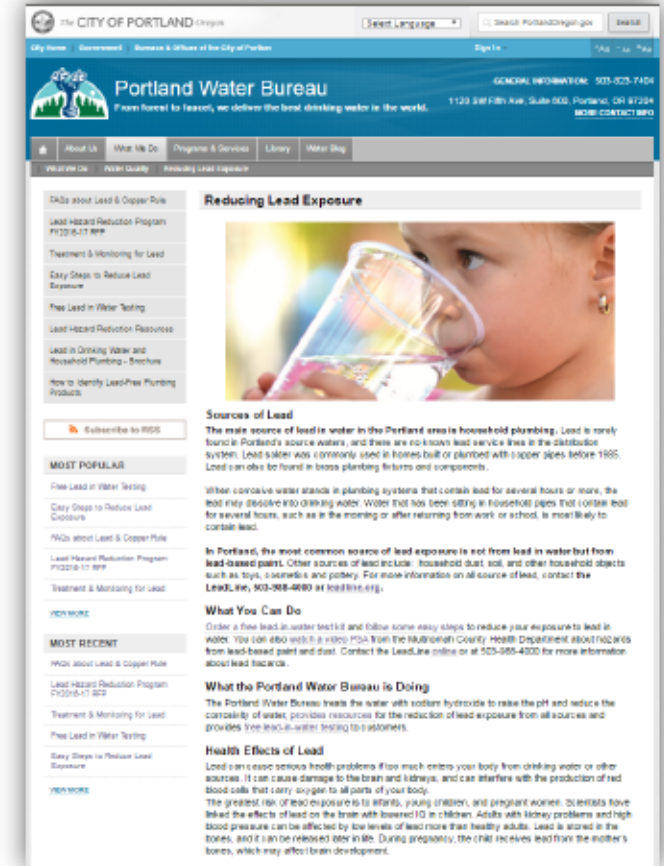 The CITY OF PORTLAND Oregon
Select Language
Search PortlandOregon.gov
Search
City Home
Government
Bureaus & Offices of the City of Portland
Sign In
Portland Water Bureau
From forest to faucet, we deliver the best drinking water in the world.
GENERAL INFORMATION: 503-823-7404
1120 SW Fifth Ave, Suite 600, Portland, OR 97204
MORE CONTACT INFO
About Us
What We Do
Programs & Services
Library
Water Blog
What We Do
Water Quality
Reducing Lead Exposure
FAQs about Lead & Copper Rule
Lead Hazard Reduction Program
FY2016-17 RFP
Treatment & Monitoring for Lead
Easy Steps to Reduce Lead
Exposure
Free Lead in Water Testing
Lead Hazard Reduction Resources
Lead in Drinking Water and
Household Plumbing - Brochure
How to Identify Lead-Free Plumbing
Products
Subscribe to RSS
MOST POPULAR
Free Lead in Water Testing
Easy Steps to Reduce Lead
Exposure
FAQs about Lead & Copper Rule
Lead Hazard Reduction Program
FY2016-17 RFP
Treatment & Monitoring for Lead
VIEW MORE
MOST RECENT
FAQs about Lead & Copper Rule
Lead Hazard Reduction Program
FY2016-17 RFP
Treatment & Monitoring for Lead
Free Lead in Water Testing
Easy Steps to Reduce Lead
Exposure
VIEW MORE
Reducing Lead Exposure
Sources of Lead
The main source of lead in water in the Portland area is household plumbing. Lead is rarely
found in Portland's source waters, and there are no known lead service lines in the distribution
system. Lead solder was commonly used in homes built or plumbed with copper pipes before 1985.
Lead can also be found in brass plumbing fixtures and components.
When corrosive water stands in plumbing systems that contain lead for several hours or more, the
lead may dissolve into drinking water. Water that has been sitting in household pipes that contain lead
for several hours, such as in the morning or after returning from work or school, is most likely to
contain lead.
In Portland, the most common source of lead exposure is not from lead in water but from
lead-based paint. Other sources of lead include: household dust, soil, and other household objects
such as toys, cosmetics and pottery. For more information on all source of lead, contact the
LeadLine, 503-988-4000 or leadline.org.
What You Can Do
Order a free lead-in-water test kit and follow some easy steps to reduce your exposure to lead in
water. You can also watch a video PSA from the Multnomah County Health Department about hazards
from lead-based paint and dust. Contact the LeadLine online or at 503-988-4000 for more information
about lead hazards.
What the Portland Water Bureau is Doing
The Portland Water Bureau treats the water with sodium hydroxide to raise the pH and reduce the
corrosivity of water, provides resources for the reduction of lead exposure from all sources and
provides free lead-in-water testing to customers.
Health Effects of Lead
Lead can cause serious health problems if too much enters your body from drinking water or other
sources. It can cause damage to the brain and kidneys, and can interfere with the production of red
blood cells that carry oxygen to all parts of your body.
The greatest risk of lead exposure is to infants, young children, and pregnant women. Scientists have
linked the effects of lead on the brain with lowered IQ in children. Adults with kidney problems and high
blood pressure can be affected by low levels of lead more than healthy adults. Lead is stored in the
bones, and it can be released later in life. During pregnancy, the child receives lead from the mother's
bones, which may affect brain development.